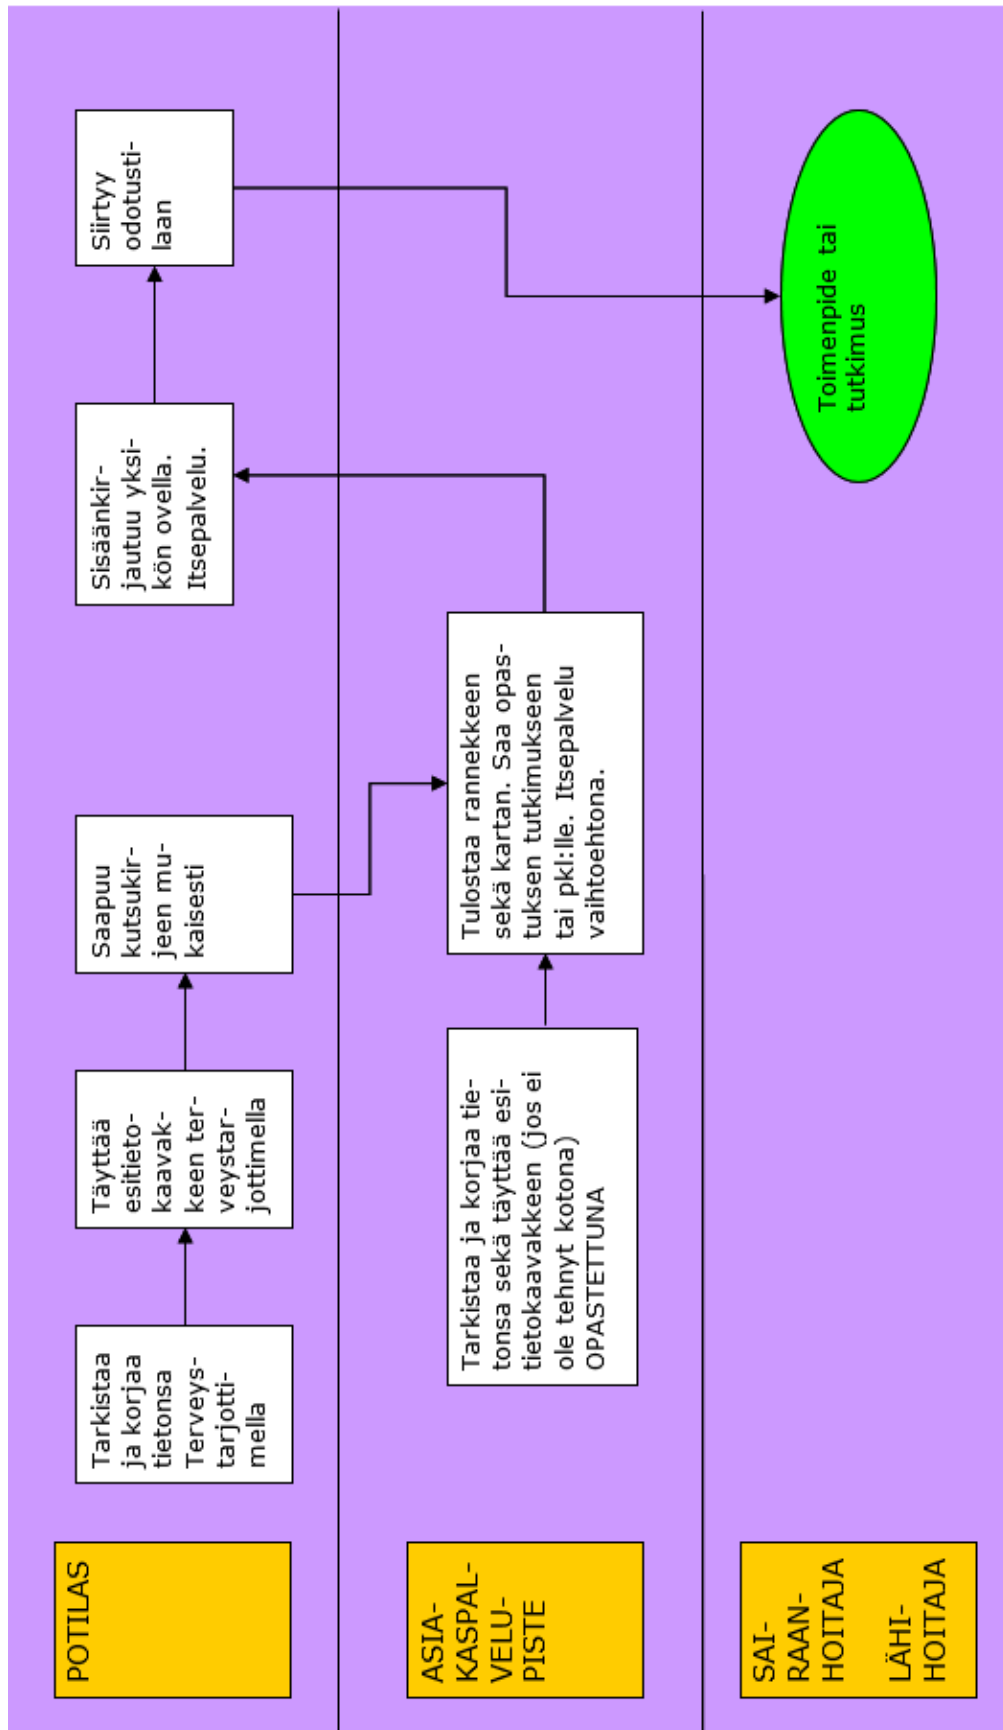 POTILAS
Tarkistaa
ja korjaa
tietonsa
Terveys-
tarjotti-
mella
Täyttää
esitieto-
kaavak-
keen ter-
veystar-
jottimella
Saapuu
kutsukir-
jeen mu-
kaisesti
Sisäänkir-
jautuu yksi-
kön ovella.
Itsepalvelu.
Siirtyy
odotusti-
laan
ASIA-
KASPAL-
VELU-
PISTE
Tarkistaa ja korjaa tie-
tonsa sekä täyttää esi-
tietokaavakkeen (jos ei
ole tehnyt kotona)
OPASTETTUNA
Tulostaa rannekkeen
sekä kartan. Saa opas-
tuksen tutkimukseen
tai pkl:lle. Itsepalvelu
vaihtoehtona.
SAI-
RAAN-
HOITAJA
LÄHI-
HOITAJA
Toimenpide tai
tutkimus